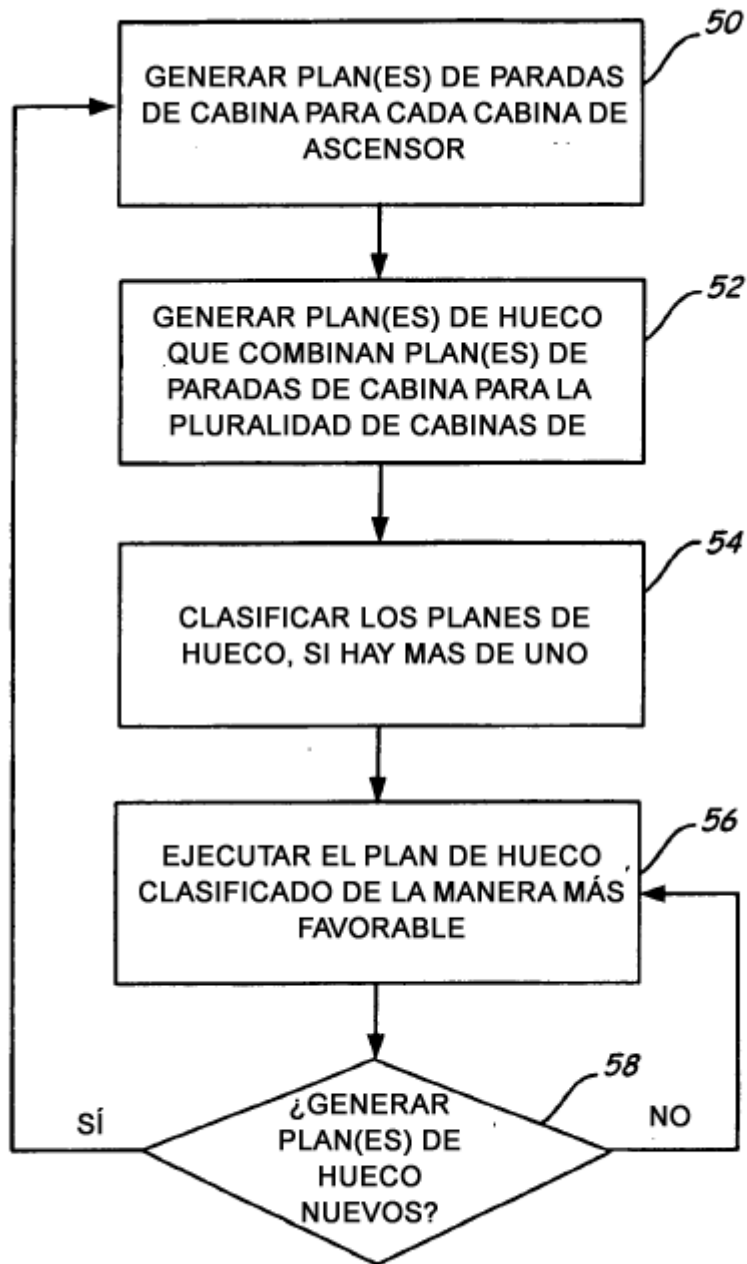 50
GENERAR PLAN(ES) DE PARADAS
DE CABINA PARA CADA CABINA DE
ASCENSOR
52
GENERAR PLAN(ES) DE HUECO
QUE COMBINAN PLAN(ES) DE
PARADAS DE CABINA PARA LA
PLURALIDAD DE CABINAS DE
54
CLASIFICAR LOS PLANES DE
HUECO, SI HAY MAS DE UNO
56
EJECUTAR EL PLAN DE HUECO
CLASIFICADO DE LA MANERA MÁS
FAVORABLE
58
SÍ
¿GENERAR
PLAN(ES) DE
HUECO
NUEVOS?
NO